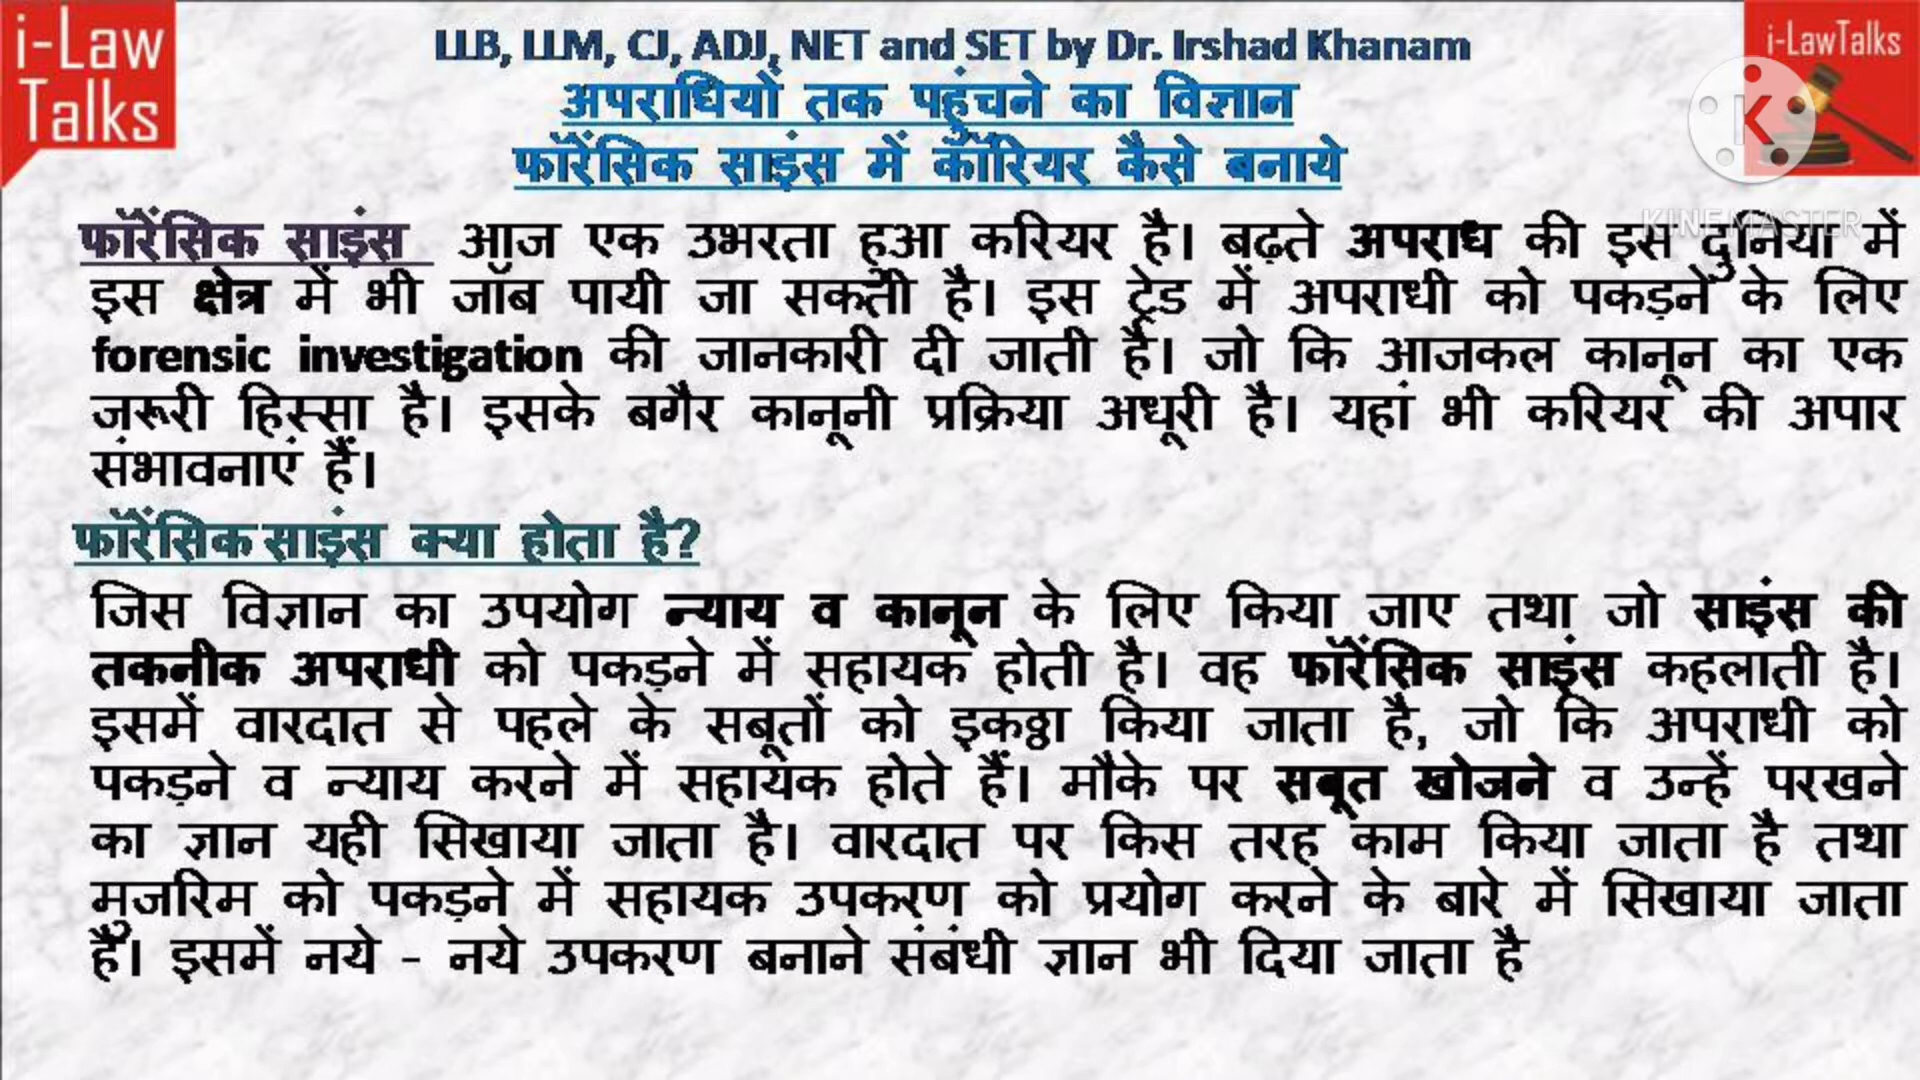 i-Law
Talks
LLB, LLM, CJ, ADJ, NET and SET by Dr. Irshad Khanam
i-LawTalks
K
KINEMASTER
अपराधियों तक पहुंचने का विज्ञान
फॉरेंसिक साइंस में कॅरियर कैसे बनाये
फॉरेंसिक साइंस आज एक उभरता हुआ करियर है। बढ़ते अपराध की इस दुनिया में
इस क्षेत्र में भी जॉब पायी जा सकती है। इस ट्रेड में अपराधी को पकड़ने के लिए
forensic investigation की जानकारी दी जाती है। जो कि आजकल कानून का एक
जरूरी हिस्सा है। इसके बगैर कानूनी प्रक्रिया अधूरी है। यहां भी करियर की अपार
संभावनाएं हैं।
फॉरेंसिक साइंस क्या होता है?
जिस विज्ञान का उपयोग न्याय व कानून के लिए किया जाए तथा जो साइंस की
तकनीक अपराधी को पकड़ने में सहायक होती है। वह फॉरेंसिक साइंस कहलाती है।
इसमें वारदात से पहले के सबूतों को इकठ्ठा किया जाता है, जो कि अपराधी को
पकड़ने व न्याय करने में सहायक होते हैं। मौके पर सबूत खोजने व उन्हें परखने
का ज्ञान यही सिखाया जाता है। वारदात पर किस तरह काम किया जाता है तथा
मुजरिम को पकड़ने में सहायक उपकरण को प्रयोग करने के बारे में सिखाया जाता
है। इसमें नये - नये उपकरण बनाने संबंधी ज्ञान भी दिया जाता है